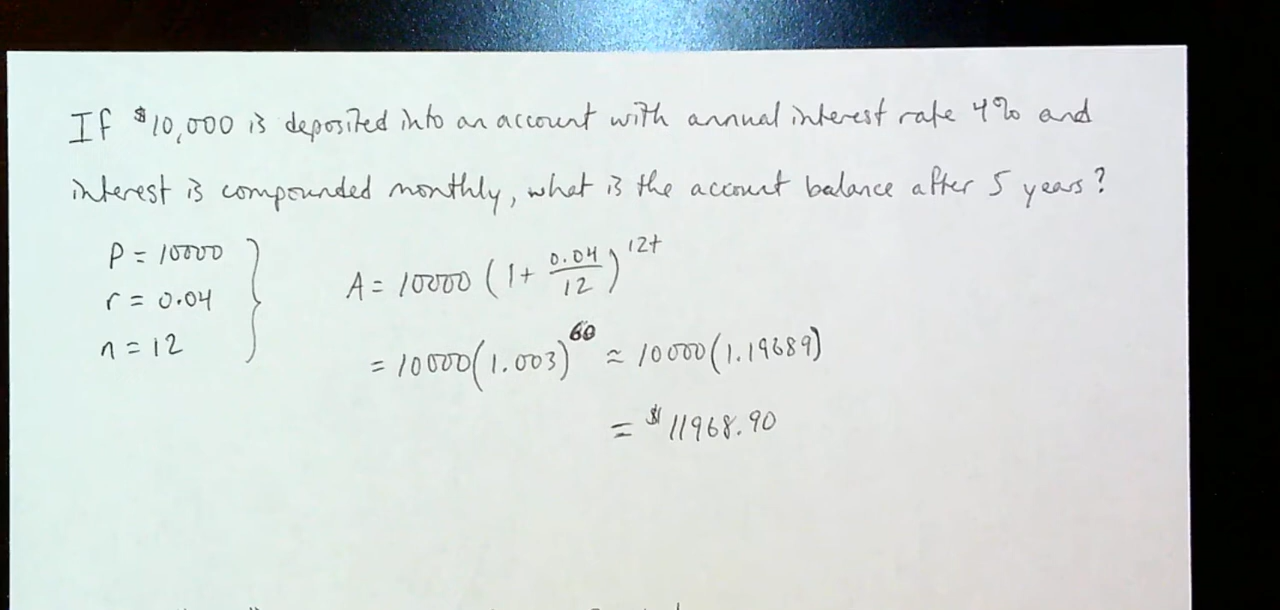 If $10,000 is deposited into an account with annual interest rate 4% and
interest is compounded monthly, what is the account balance after 5 years?
P = 10000
r = 0.04
n = 12
A = 10000 (1 + 0.04/12)^12t
= 10000(1.003)^60 ≈ 10000(1.19689)
= $11968.90